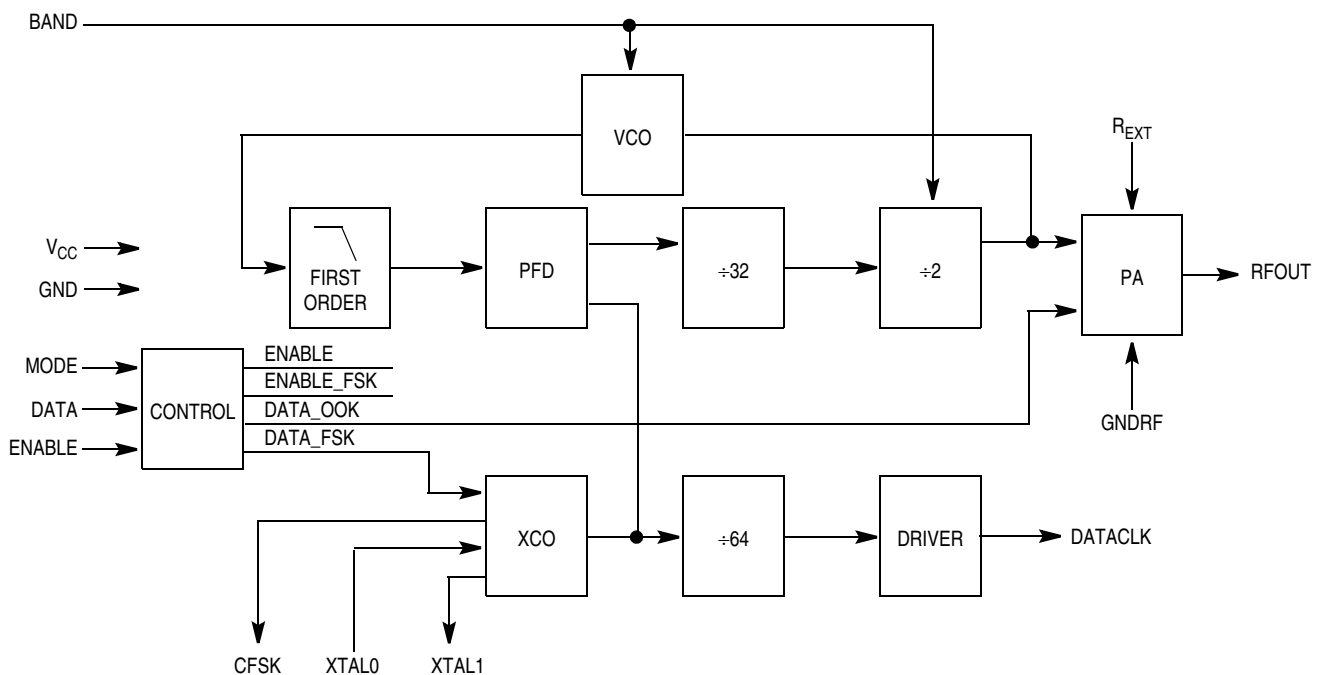 BAND
VCO
R_EXT
V_CC
GND
FIRST
ORDER
PFD
÷32
÷2
PA
RFOUT
MODE
DATA
ENABLE
CONTROL
ENABLE
ENABLE_FSK
DATA_OOK
DATA_FSK
GNDRF
XCO
÷64
DRIVER
DATACLK
CFSK
XTAL0
XTAL1